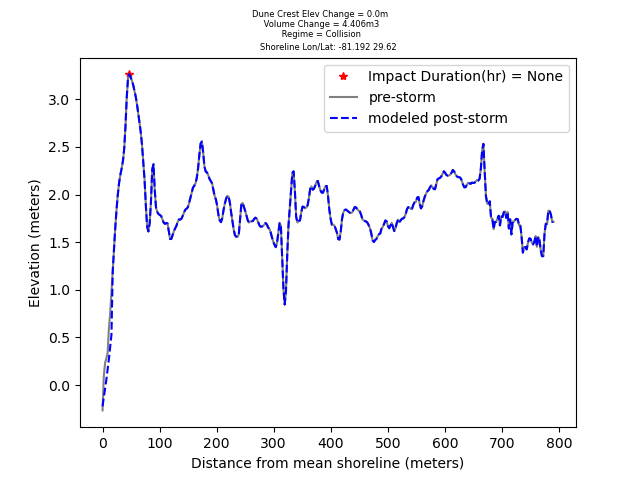 Dune Crest Elev Change = 0.0m
Volume Change = 4.406m3
Regime = Collision
Shoreline Lon/Lat: -81.192 29.62
Impact Duration(hr) = None
pre-storm
modeled post-storm
Elevation (meters)
3.0
2.5
2.0
1.5
1.0
0.5
0.0
0 100 200 300 400 500 600 700 800
Distance from mean shoreline (meters)